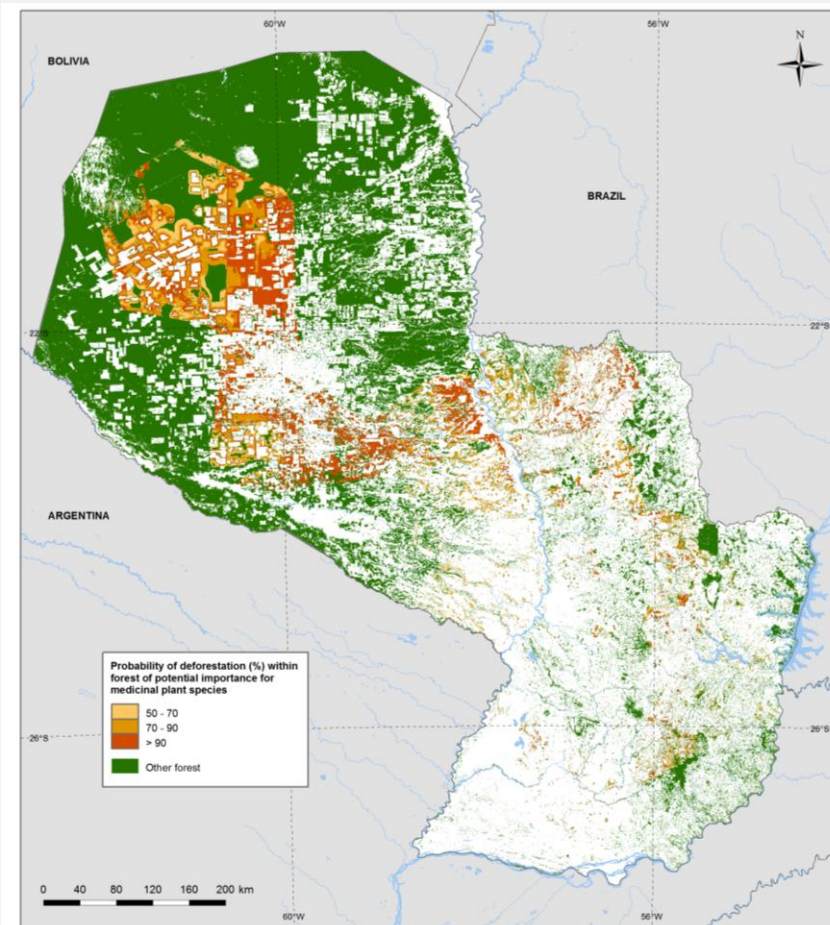 60°W
56°W
N
BOLIVIA
BRAZIL
22°S
22°S
ARGENTINA
Probability of deforestation (%) within
forest of potential importance for
medicinal plant species
50 - 70
70 - 90
> 90
Other forest
26°S
26°S
0 40 80 120 160 200 km
60°W
56°W